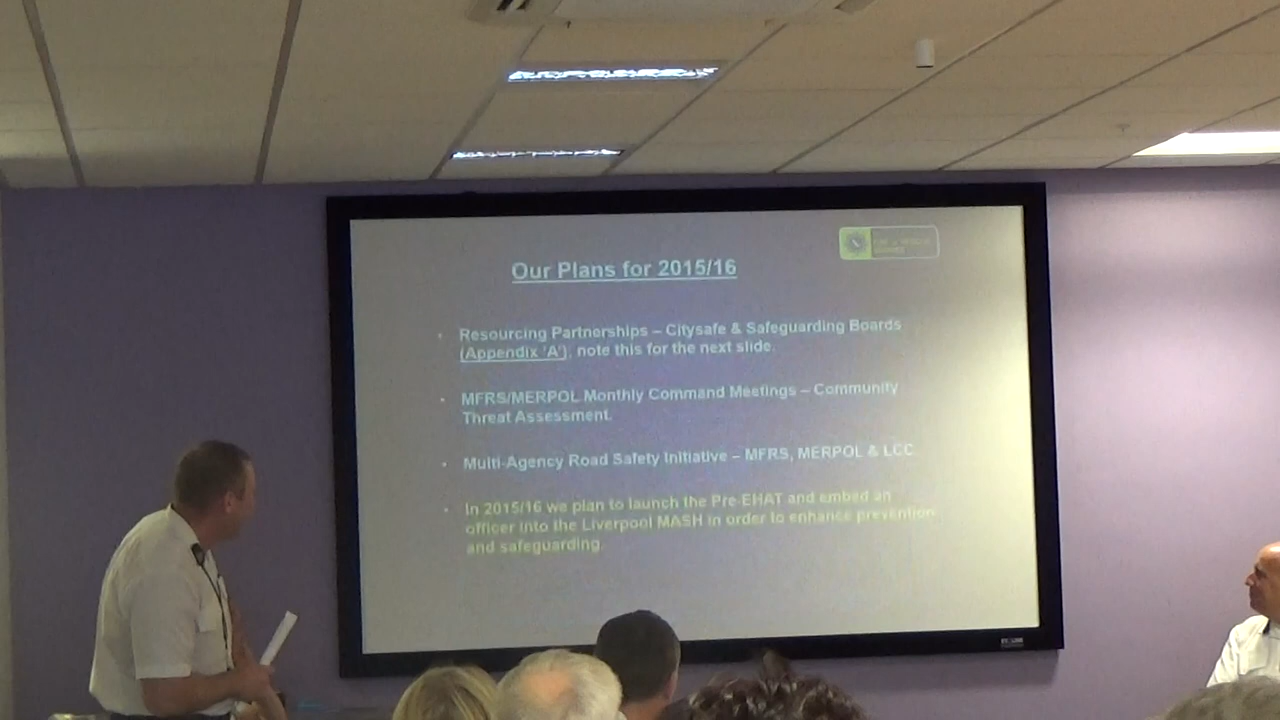 Our Plans for 2015/16
Resourcing Partnerships – Citysafe & Safeguarding Boards
(Appendix 'A'), note this for the next slide.
MFRS/MERPOL Monthly Command Meetings – Community
Threat Assessment.
Multi-Agency Road Safety Initiative – MFRS, MERPOL & LCC.
In 2015/16 we plan to launch the Pre-EHAT and embed an
officer into the Liverpool MASH in order to enhance prevention
and safeguarding.